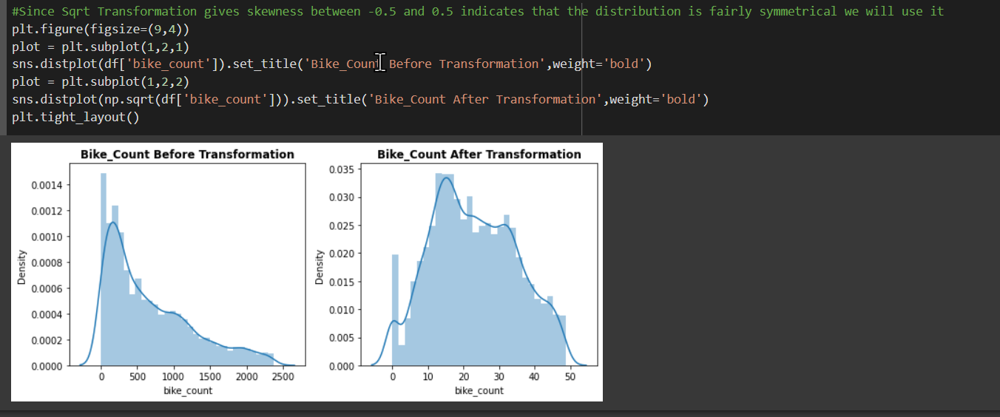 #Since Sqrt Transformation gives skewness between -0.5 and 0.5 indicates that the distribution is fairly symmetrical we will use it
plt.figure(figsize=(9,4))
plot = plt.subplot(1,2,1)
sns.distplot(df['bike_count']).set_title('Bike_Count Before Transformation',weight='bold')
plot = plt.subplot(1,2,2)
sns.distplot(np.sqrt(df['bike_count'])).set_title('Bike_Count After Transformation',weight='bold')
plt.tight_layout()
Bike_Count Before Transformation
0.0014
0.0012
0.0010
0.0008
0.0006
0.0004
0.0002
0.0000
Density
0 500 1000 1500 2000 2500
bike_count
Bike_Count After Transformation
0.035
0.030
0.025
0.020
0.015
0.010
0.005
0.000
Density
0 10 20 30 40 50
bike_count